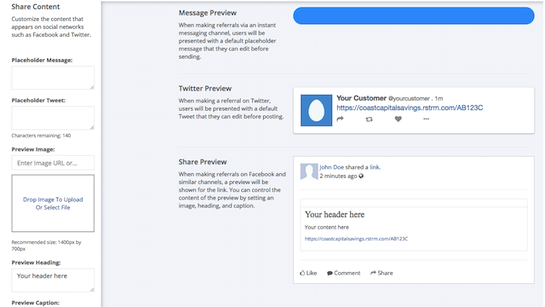 Share Content
Customize the content that
appears on social networks
such as Facebook and Twitter.
Placeholder Message:
Placeholder Tweet:
Characters remaining: 140
Preview Image:
Enter Image URL or...
Drop Image To Upload
Or Select File
Recommended size: 1400px by
700px
Preview Heading:
Your header here
Preview Caption:
Message Preview
When making referrals via an instant
messaging channel, users will be
presented with a default placeholder
message that they can edit before
sending.
Twitter Preview
When making a referral on Twitter,
users will be presented with a default
Tweet that they can edit before posting.
Your Customer @yourcustomer . 1m
https://coastcapitalsavings.rstrm.com/AB123C
Share Preview
When making referrals on Facebook and
similar channels, a preview will be
shown for the link. You can control the
content of the preview by setting an
image, heading, and caption.
John Doe shared a link.
2 minutes ago
Your header here
Your content here
https://coastcapitalsavings.rstrm.com/AB123C
Like Comment Share